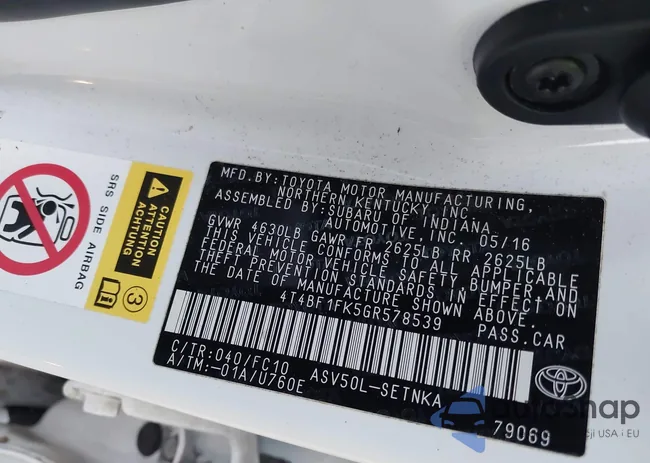 SRS SIDE AIRBAG
CAUTION
ATTENTION
ACHTUNG
3
MFD. BY: TOYOTA MOTOR MANUFACTURING,
NORTHERN KENTUCKY, INC.
ASSEMBLED BY: SUBARU OF INDIANA
AUTOMOTIVE, INC. 05/16
GVWR 4630LB GAWR/FR 2625LB RR 2625LB
THIS VEHICLE CONFORMS TO ALL APPLICABLE
FEDERAL MOTOR VEHICLE SAFETY, BUMPER AND
THEFT PREVENTION STANDARDS IN EFFECT ON
THE DATE OF MANUFACTURE SHOWN ABOVE.
4T4BF1FK5GR578539 PASS.CAR
C/TR:040/FC10 ASV50L-SETNKA
A/TM:-01A/U760E
79069
AutoSnap
USA i EU